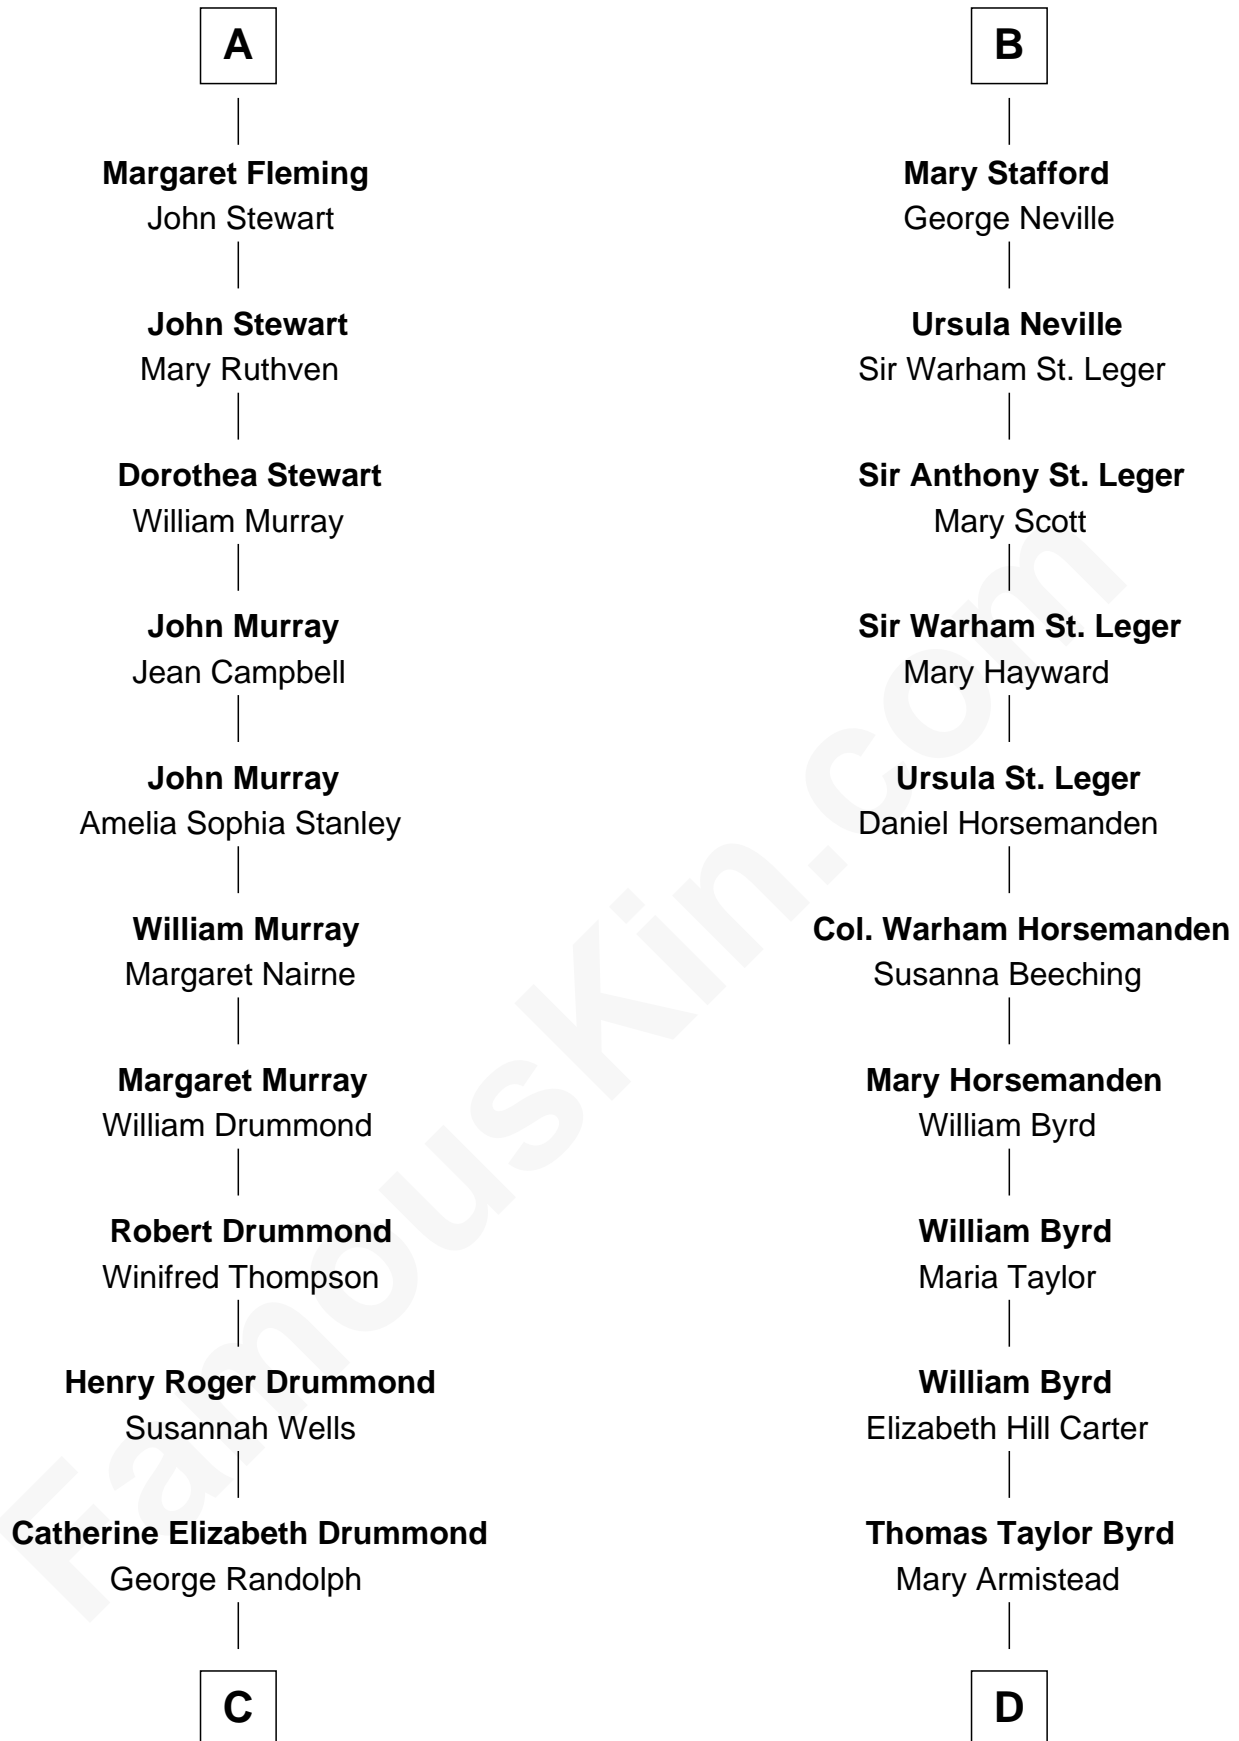 A
Margaret Fleming
John Stewart
John Stewart
Mary Ruthven
Dorothea Stewart
William Murray
John Murray
Jean Campbell
John Murray
Amelia Sophia Stanley
William Murray
Margaret Nairne
Margaret Murray
William Drummond
Robert Drummond
Winifred Thompson
Henry Roger Drummond
Susannah Wells
Catherine Elizabeth Drummond
George Randolph
C
B
Mary Stafford
George Neville
Ursula Neville
Sir Warham St. Leger
Sir Anthony St. Leger
Mary Scott
Sir Warham St. Leger
Mary Hayward
Ursula St. Leger
Daniel Horsemanden
Col. Warham Horsemanden
Susanna Beeching
Mary Horsemanden
William Byrd
William Byrd
Maria Taylor
William Byrd
Elizabeth Hill Carter
Thomas Taylor Byrd
Mary Armistead
D
FamousKin.com